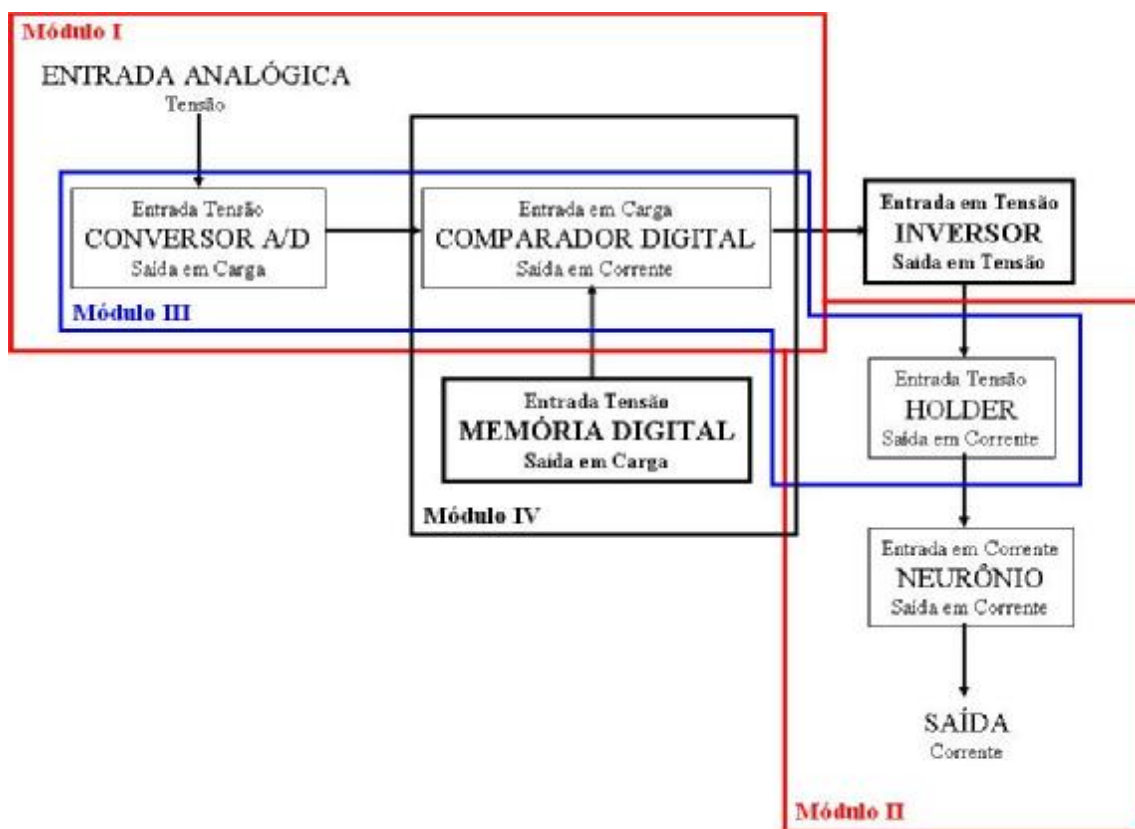 Módulo I
ENTRADA ANALÓGICA
Tensão
Entrada Tensão
CONVERSOR A/D
Saída em Carga
Entrada em Carga
COMPARADOR DIGITAL
Saída em Corrente
Entrada em Tensão
INVERSOR
Saída em Tensão
Módulo III
Entrada Tensão
MEMÓRIA DIGITAL
Saída em Carga
Módulo IV
Entrada Tensão
HOLDER
Saída em Corrente
Entrada em Corrente
NEURÔNIO
Saída em Corrente
SAÍDA
Corrente
Módulo II